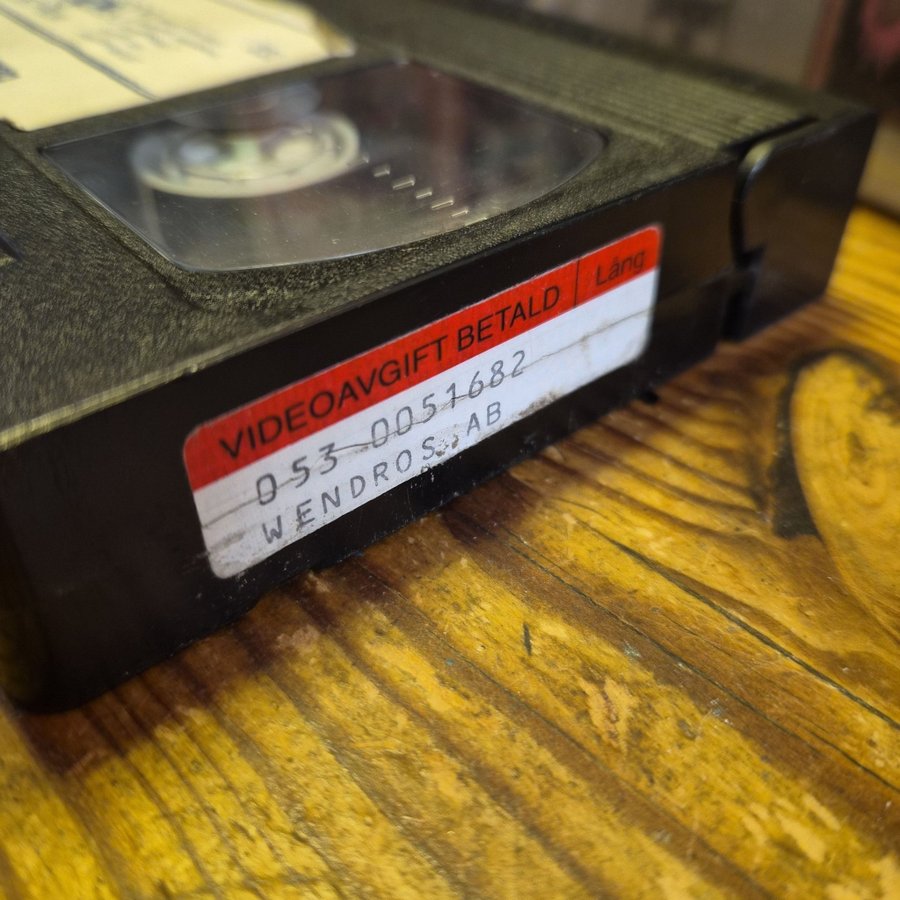 VIDEOAVGIFT BETALD | Lång
053 0051682
WENDROS AB